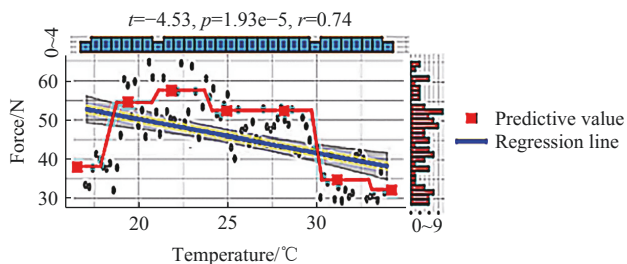 t=−4.53, p=1.93e−5, r=0.74
0~4
60
50
40
30
Force/N
20
25
30
Temperature/℃
0~9
Predictive value
Regression line